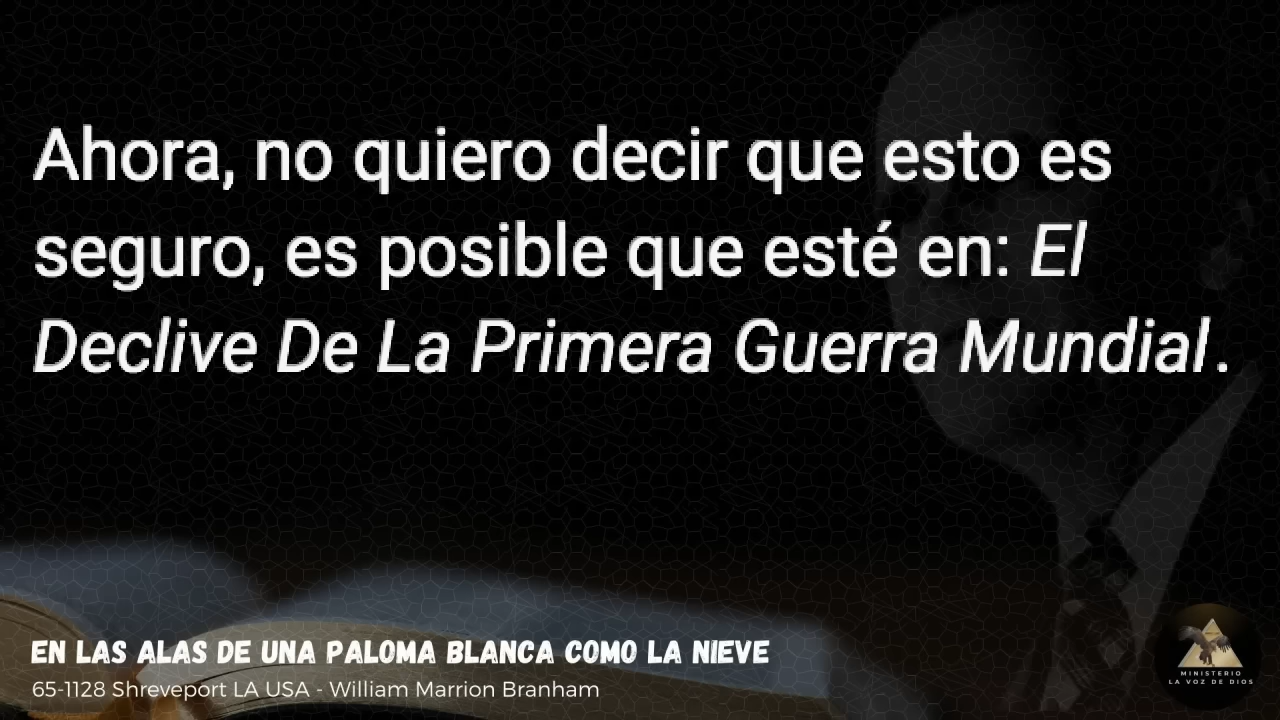 Ahora, no quiero decir que esto es
seguro, es posible que esté en: El
Declive De La Primera Guerra Mundial.
EN LAS ALAS DE UNA PALOMA BLANCA COMO LA NIEVE
65-1128 Shreveport LA USA - William Marrion Branham
MINISTERIO
LA VOZ DE DIOS